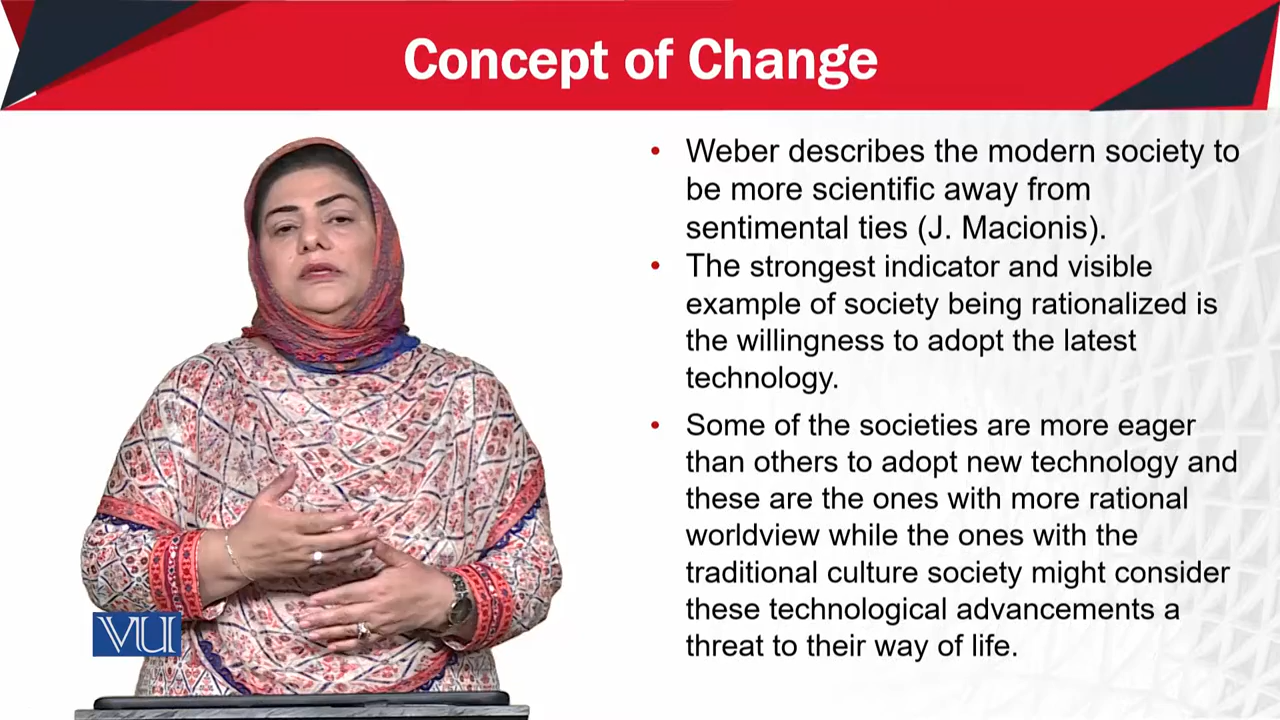 Concept of Change
• Weber describes the modern society to
be more scientific away from
sentimental ties (J. Macionis).
• The strongest indicator and visible
example of society being rationalized is
the willingness to adopt the latest
technology.
• Some of the societies are more eager
than others to adopt new technology and
these are the ones with more rational
worldview while the ones with the
traditional culture society might consider
these technological advancements a
threat to their way of life.
VU